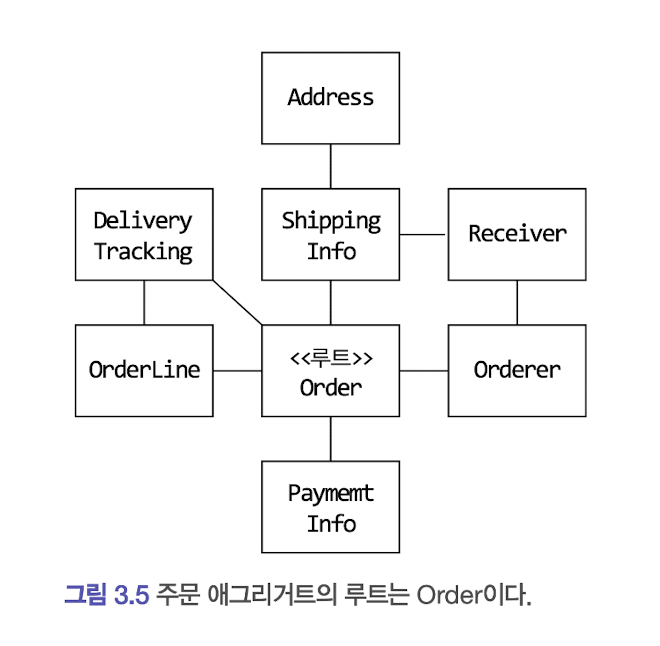 Address
Delivery
Tracking
Shipping
Info
Receiver
OrderLine
<<루트>>
Order
Orderer
Paymemt
Info
그림 3.5 주문 애그리거트의 루트는 Order이다.